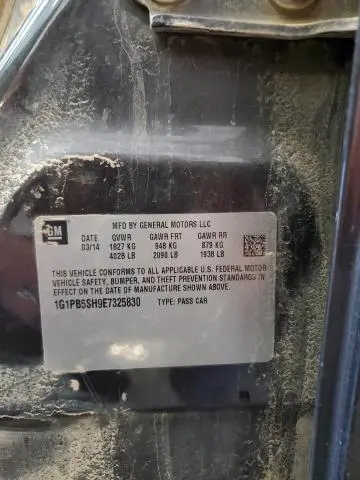 GM
MFD BY GENERAL MOTORS LLC
DATE GVWR GAWR FRT GAWR RR
03/14 1827 KG 948 KG 879 KG
4028 LB 2090 LB 1938 LB
THIS VEHICLE CONFORMS TO ALL APPLICABLE U.S. FEDERAL MOTOR
VEHICLE SAFETY, BUMPER, AND THEFT PREVENTION STANDARDS IN
EFFECT ON THE DATE OF MANUFACTURE SHOWN ABOVE.
1G1PB5SH9E7325830 TYPE: PASS CAR